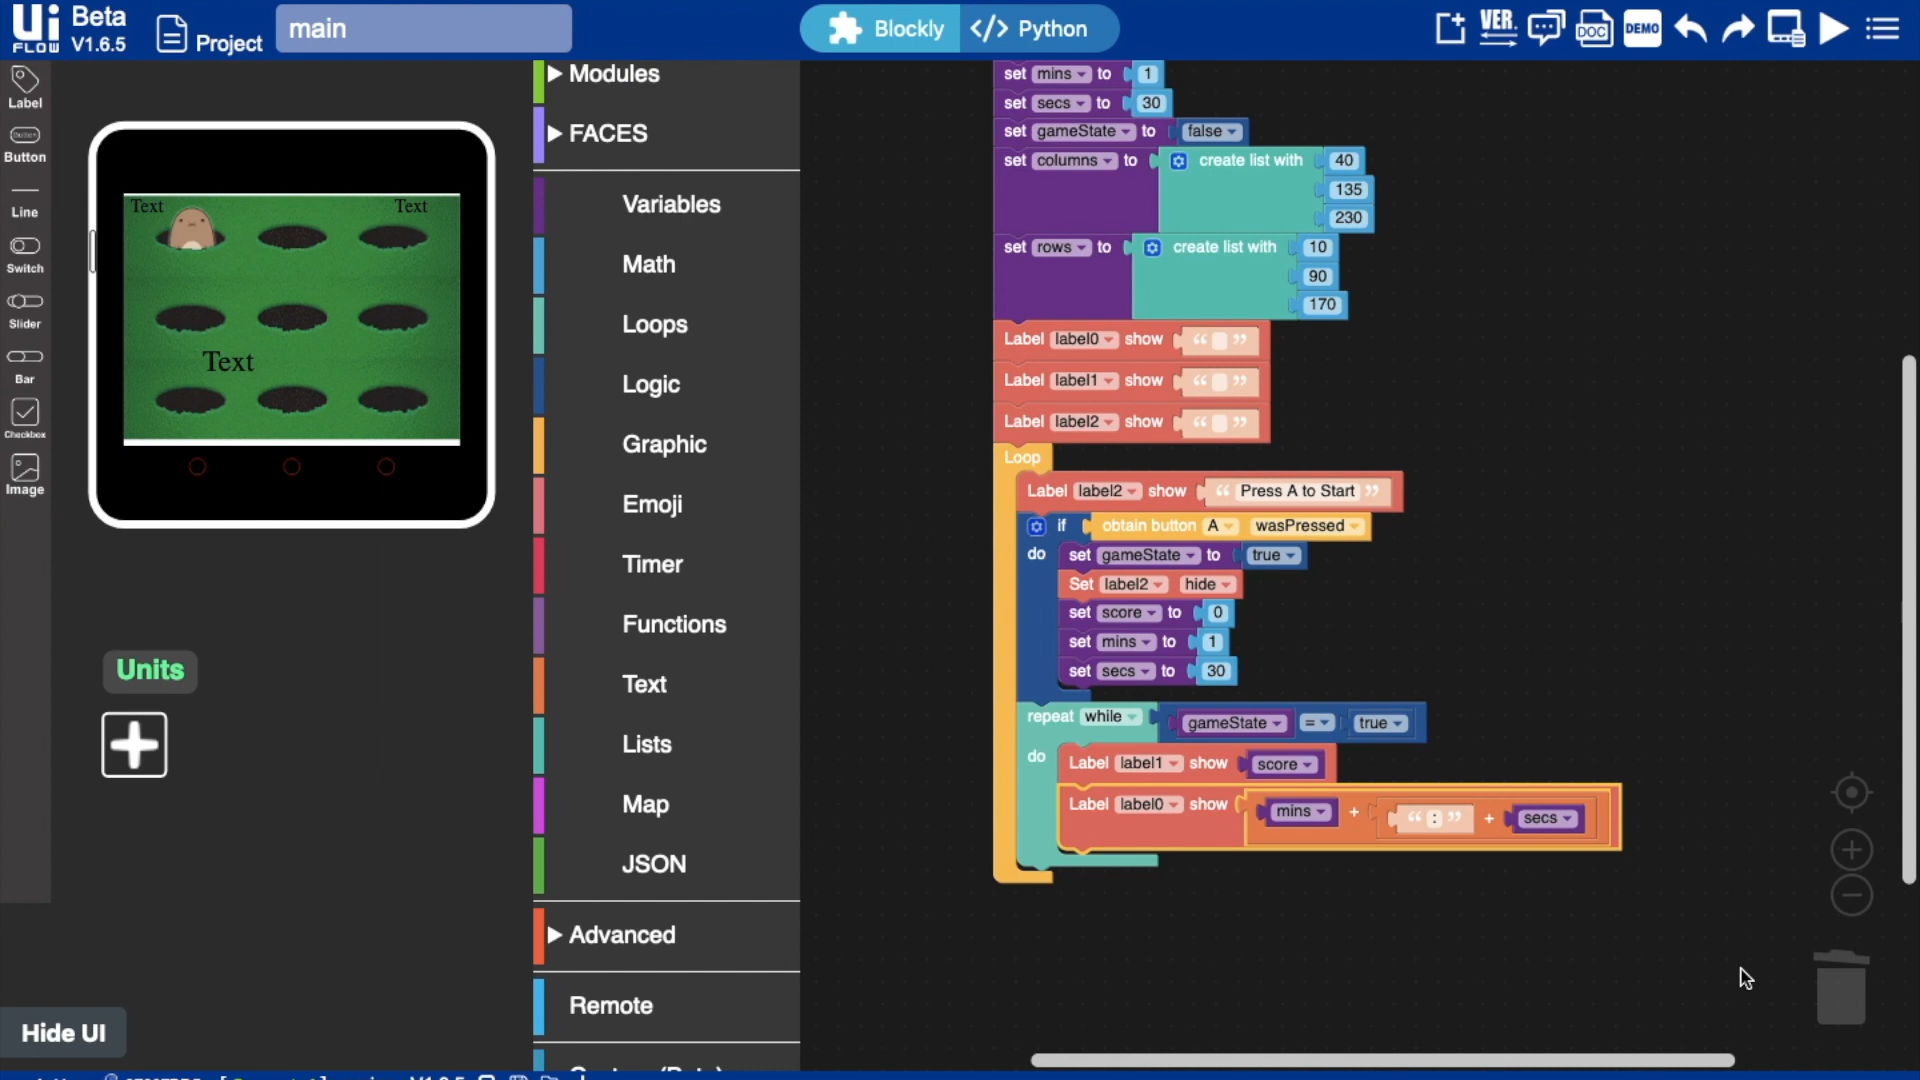 Ui FLOW
Beta
V1.6.5
Project
main
Blockly
</> Python
VER.
DOC
DEMO
Label
Button
Button
Line
Switch
Slider
Bar
Checkbox
Image
Text
Text
Text
Units
Hide UI
Modules
FACES
Variables
Math
Loops
Logic
Graphic
Emoji
Timer
Functions
Text
Lists
Map
JSON
Advanced
Remote
set mins to 1
set secs to 30
set gameState to false
set columns to create list with 40
135
230
set rows to create list with 10
90
170
Label label0 show “ ”
Label label1 show “ ”
Label label2 show “ ”
Loop
Label label2 show “ Press A to Start ”
if obtain button A wasPressed
do set gameState to true
Set label2 hide
set score to 0
set mins to 1
set secs to 30
repeat while gameState = true
do Label label1 show score
Label label0 show mins + “ : ” + secs